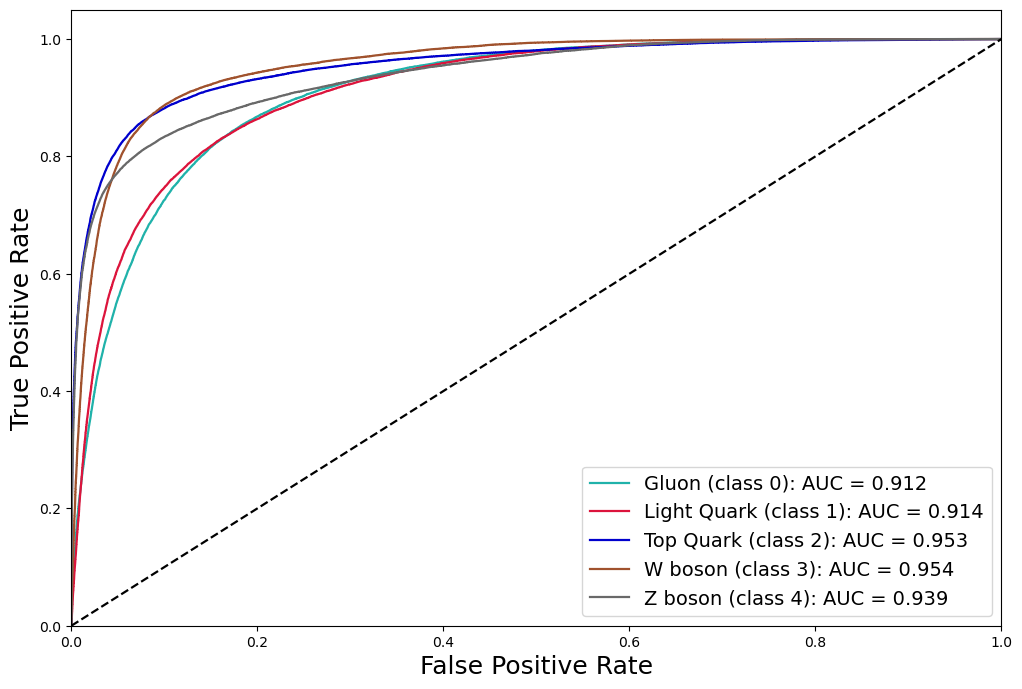 1.0
0.8
0.6
0.4
0.2
0.0
True Positive Rate
0.0 0.2 0.4 0.6 0.8 1.0
False Positive Rate
Gluon (class 0): AUC = 0.912
Light Quark (class 1): AUC = 0.914
Top Quark (class 2): AUC = 0.953
W boson (class 3): AUC = 0.954
Z boson (class 4): AUC = 0.939